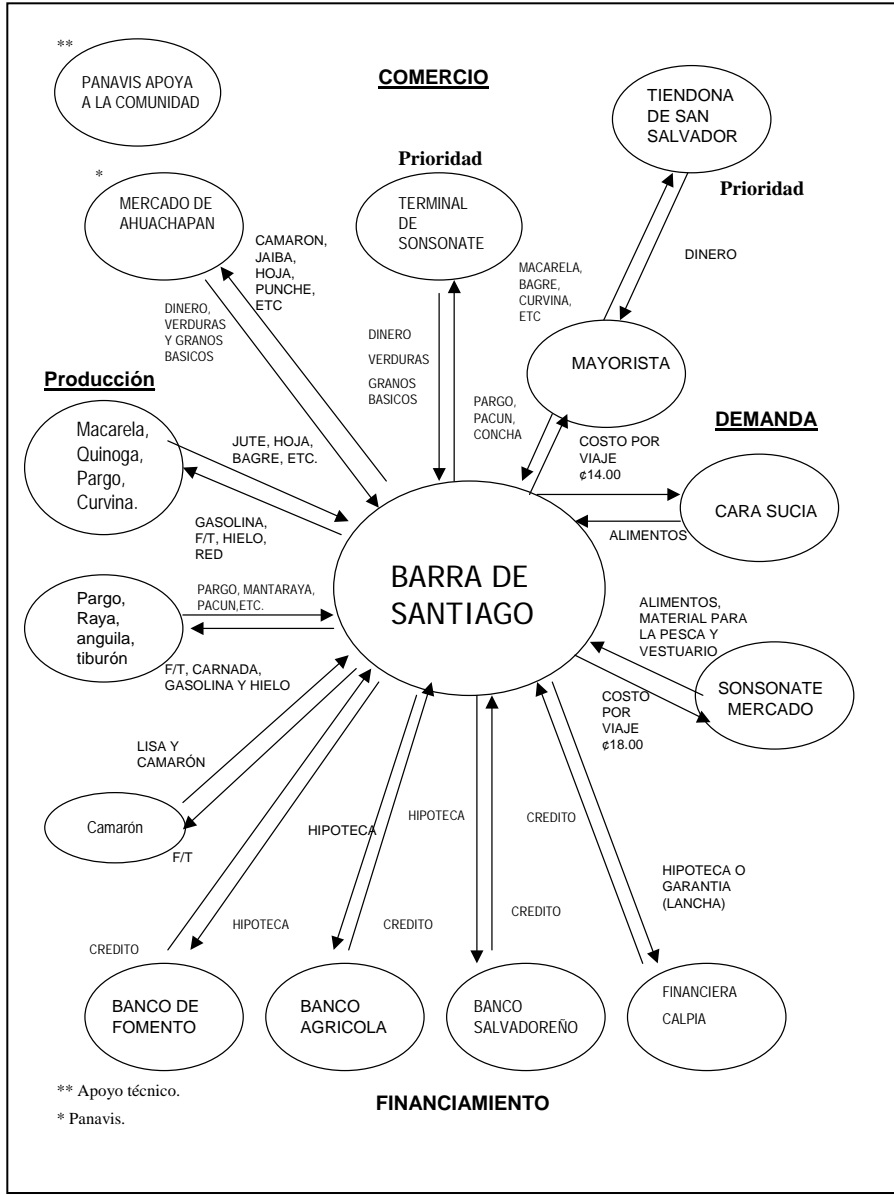 **
PANAVIS APOYA
A LA COMUNIDAD
COMERCIO
TIENDONA
DE SAN
SALVADOR
Prioridad
*
MERCADO DE
AHUACHAPAN
Prioridad
TERMINAL
DE
SONSONATE
CAMARON,
JAIBA,
HOJA,
PUNCHE,
ETC
DINERO,
VERDURAS
Y GRANOS
BASICOS
DINERO
VERDURAS
GRANOS
BASICOS
MACARELA,
BAGRE,
CURVINA,
ETC
DINERO
MAYORISTA
PARGO,
PACUN,
CONCHA
COSTO POR
VIAJE
¢14.00
Producción
Macarela,
Quinoga,
Pargo,
Curvina.
JUTE, HOJA,
BAGRE, ETC.
GASOLINA,
F/T, HIELO,
RED
DEMANDA
CARA SUCIA
ALIMENTOS
BARRA DE
SANTIAGO
Pargo,
Raya,
anguila,
tiburón
PARGO, MANTARAYA,
PACUN,ETC.
F/T, CARNADA,
GASOLINA Y HIELO
ALIMENTOS,
MATERIAL PARA
LA PESCA Y
VESTUARIO
SONSONATE
MERCADO
COSTO
POR
VIAJE
¢18.00
LISA Y
CAMARÓN
Camarón
F/T
HIPOTECA
HIPOTECA
CREDITO
HIPOTECA O
GARANTIA
(LANCHA)
CREDITO
HIPOTECA
CREDITO
CREDITO
BANCO DE
FOMENTO
BANCO
AGRICOLA
BANCO
SALVADOREÑO
FINANCIERA
CALPIA
** Apoyo técnico.
* Panavis.
FINANCIAMIENTO